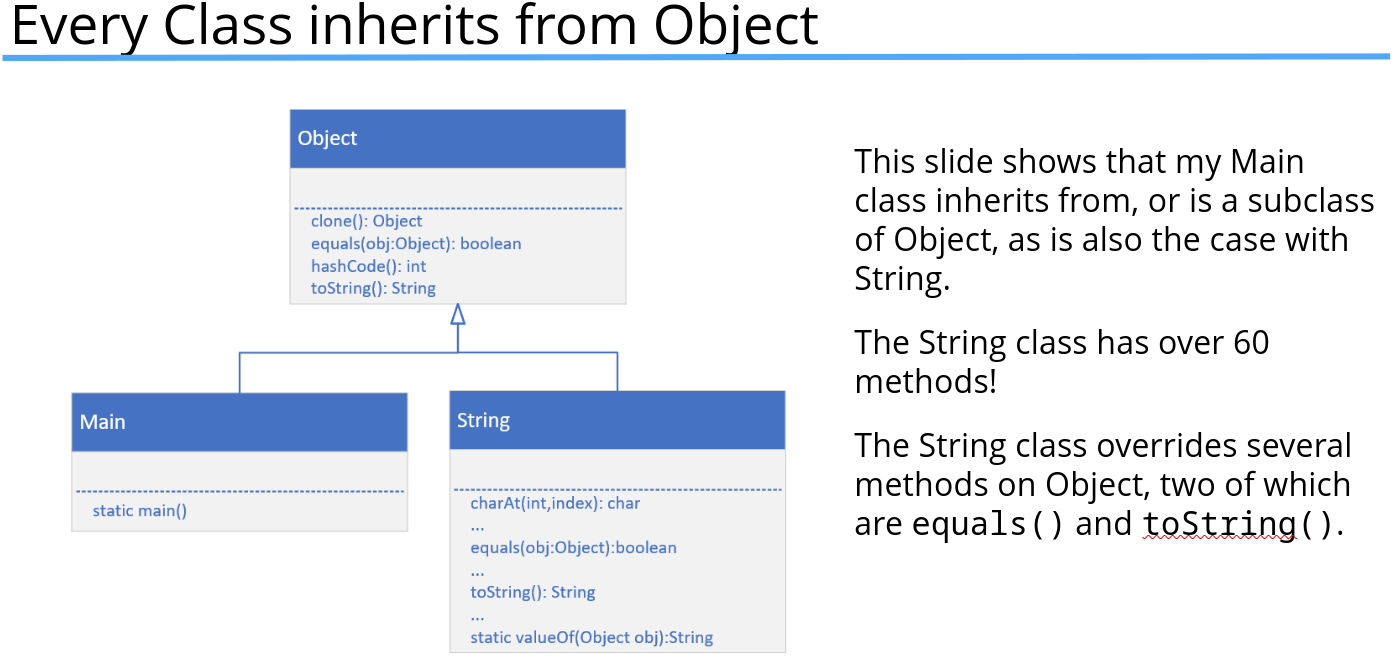 Every Class inherits from Object
Object
clone(): Object
equals(obj:Object): boolean
hashCode(): int
toString(): String
Main
static main()
String
charAt(int,index): char
...
equals(obj:Object):boolean
...
toString(): String
...
static valueOf(Object obj):String
This slide shows that my Main
class inherits from, or is a subclass
of Object, as is also the case with
String.
The String class has over 60
methods!
The String class overrides several
methods on Object, two of which
are equals() and toString().